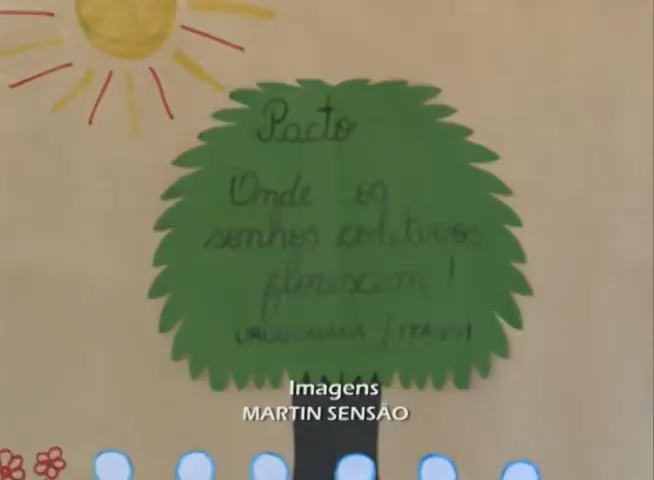 Pacto
Onde os
sonhos coletivos
florescem!
URUGUAIANA / ITAQUI
Imagens
MARTIN SENSÃO